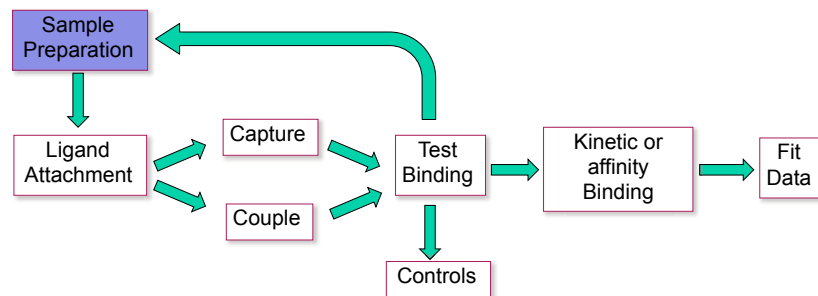 Sample
Preparation
Ligand
Attachment
Capture
Couple
Test
Binding
Controls
Kinetic or
affinity
Binding
Fit
Data